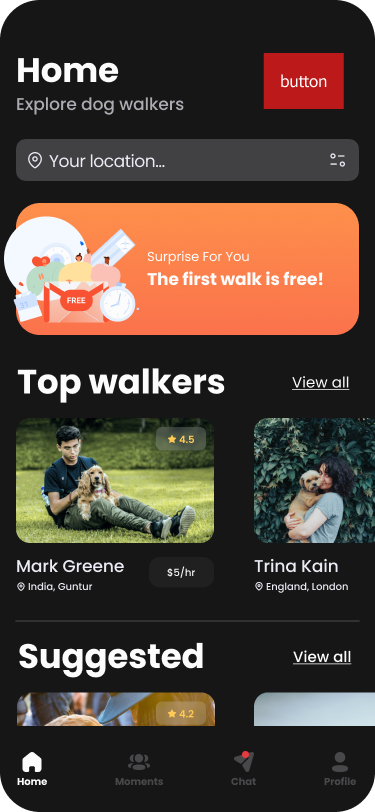 Home
button
Explore dog walkers
Your location...
Surprise For You
The first walk is free!
FREE
Top walkers
View all
4.5
Mark Greene
$5/hr
India, Guntur
Trina Kain
England, London
Suggested
View all
4.2
Home
Moments
Chat
Profile